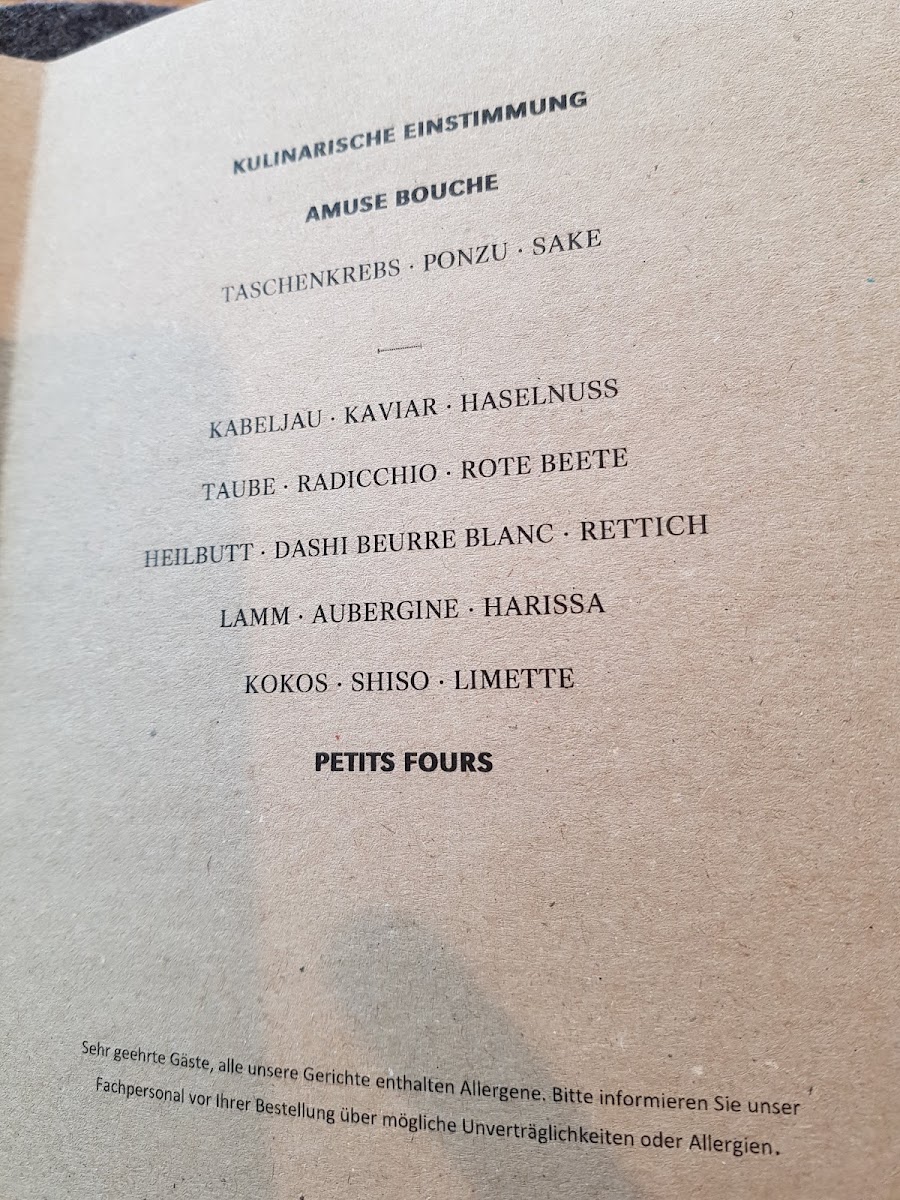 KULINARISCHE EINSTIMMUNG
AMUSE BOUCHE
TASCHENKREBS · PONZU · SAKE
KABELJAU · KAVIAR · HASELNUSS
TAUBE · RADICCHIO · ROTE BEETE
HEILBUTT · DASHI BEURRE BLANC · RETTICH
LAMM · AUBERGINE · HARISSA
KOKOS · SHISO · LIMETTE
PETITS FOURS
Sehr geehrte Gäste, alle unsere Gerichte enthalten Allergene. Bitte informieren Sie unser
Fachpersonal vor Ihrer Bestellung über mögliche Unverträglichkeiten oder Allergien.